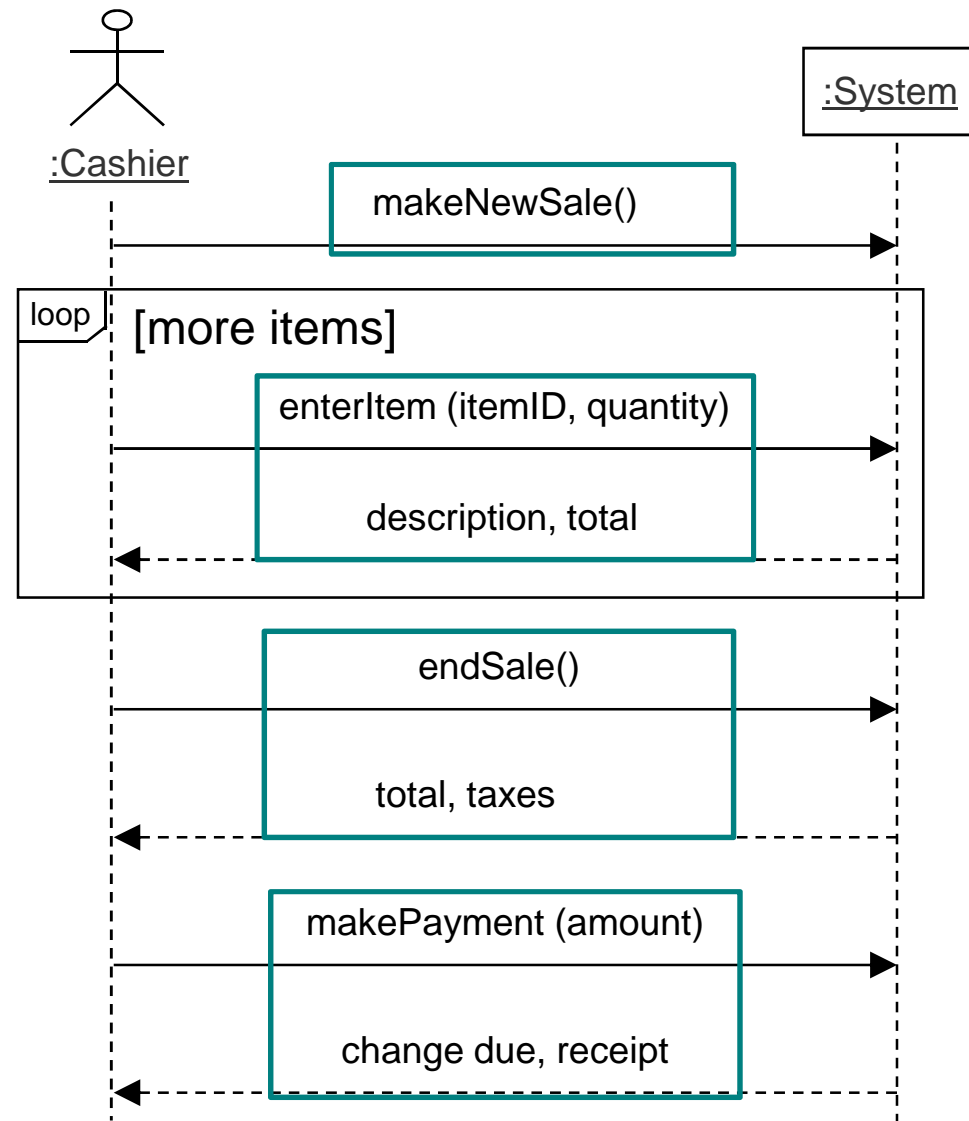 :System
:Cashier
makeNewSale()
loop
[more items]
enterItem (itemID, quantity)
description, total
endSale()
total, taxes
makePayment (amount)
change due, receipt